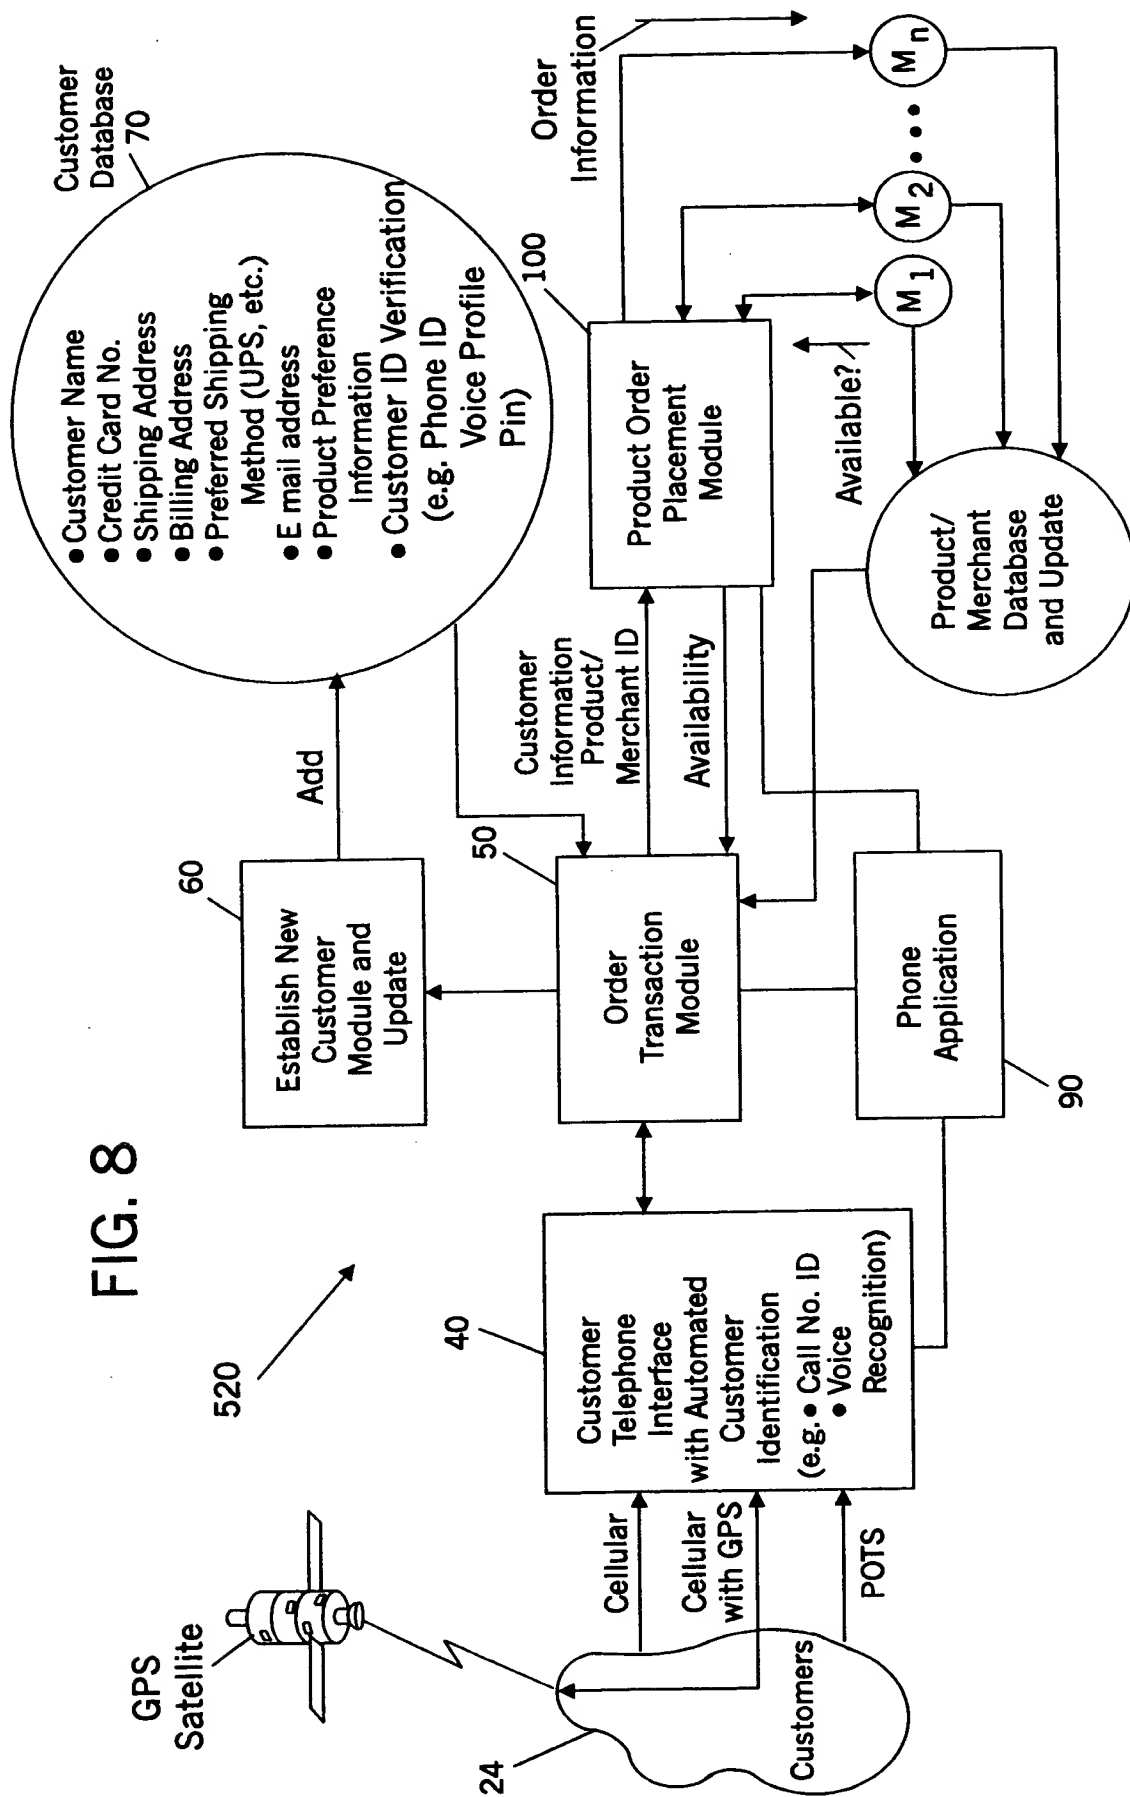 FIG. 8
520
GPS
Satellite
24
Customers
Cellular
Cellular
with GPS
POTS
40
Customer
Telephone
Interface
with Automated
Customer
Identification
(e.g. • Call No. ID
• Voice
Recognition)
60
Establish New
Customer
Module and
Update
Add
50
Order
Transaction
Module
90
Phone
Application
Customer
Database
70
• Customer Name
• Credit Card No.
• Shipping Address
• Billing Address
• Preferred Shipping
Method (UPS, etc.)
• E mail address
• Product Preference
Information
• Customer ID Verification
(e.g. Phone ID
Voice Profile
Pin)
Customer
Information
Product/
Merchant ID
Availability
100
Product Order
Placement
Module
Order
Information
Available?
M1
M2
• • • •
Mn
Product/
Merchant
Database
and Update